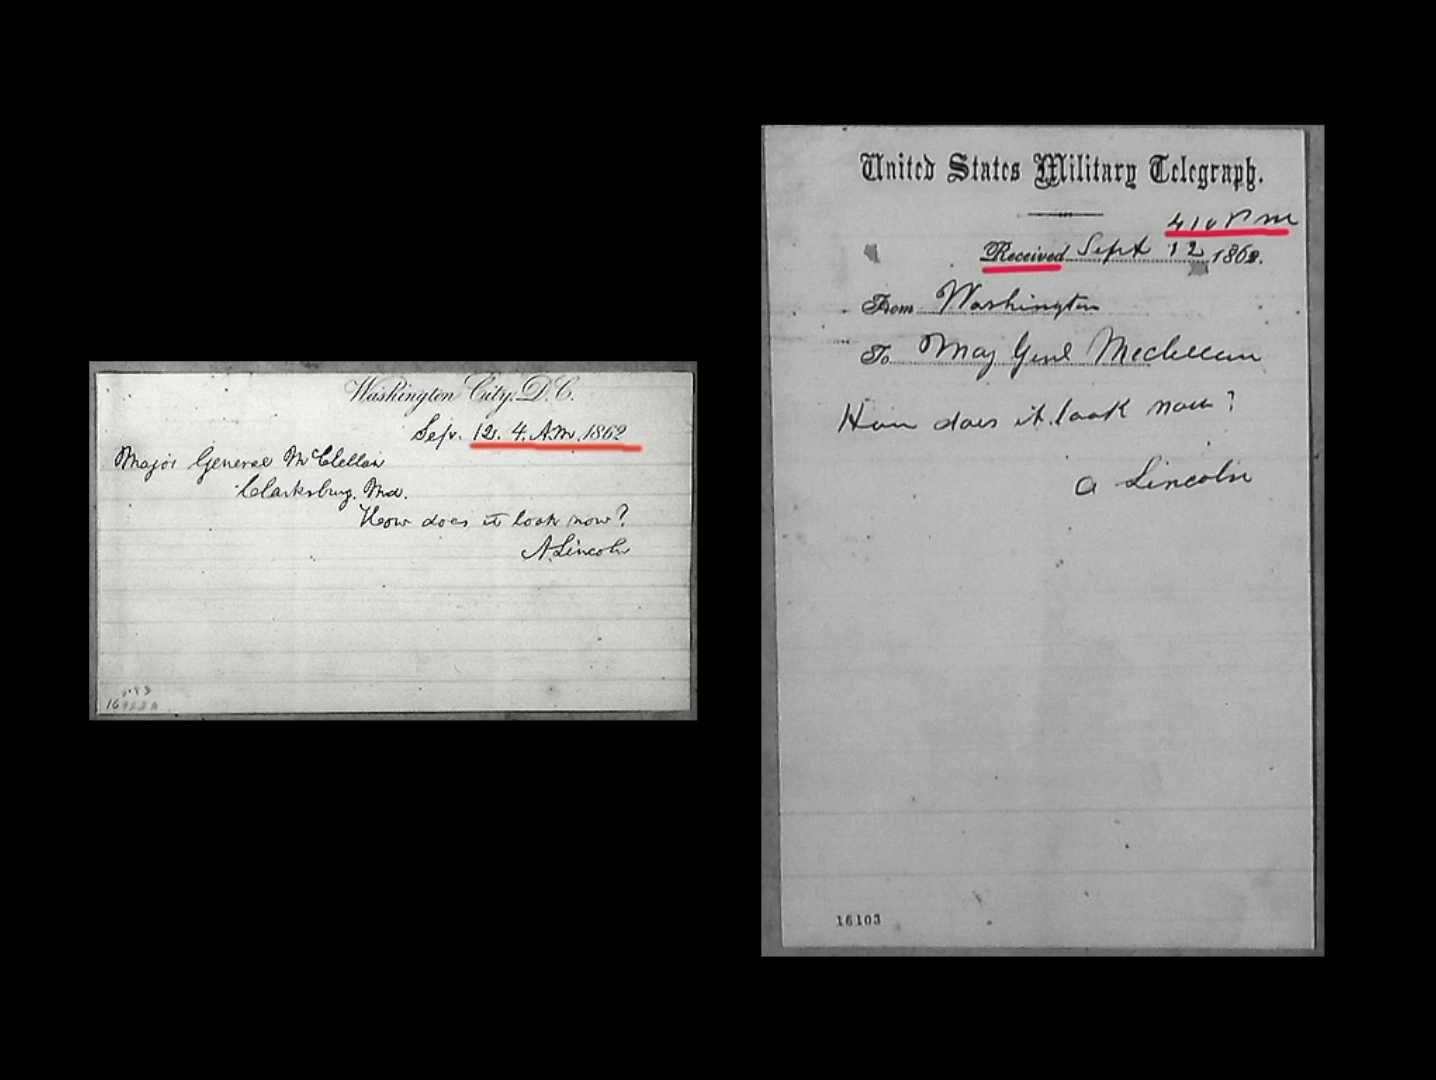 Washington City, D.C.
Sep. 12. 4. A.M. 1862
Major General McClellan
Clarksburg, Md.
How does it look now?
A. Lincoln
United States Military Telegraph.
410 P m
Received Sept 12 1862.
From Washington
To Maj Genl McClellan
How does it look now?
A Lincoln
16103